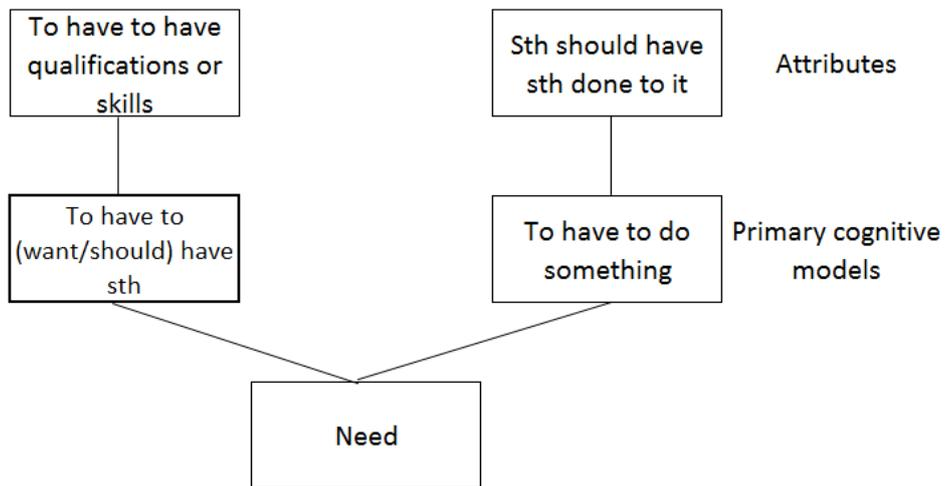 To have to have
qualifications or
skills
Sth should have
sth done to it
Attributes
To have to
(want/should) have
sth
To have to do
something
Primary cognitive
models
Need